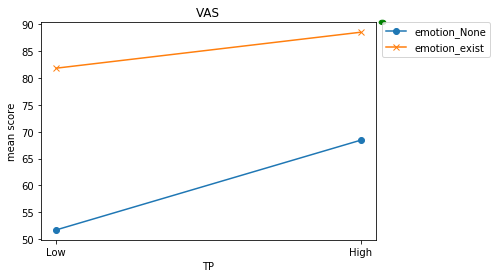 VAS
90
85
80
75
70
65
60
55
50
mean score
Low
High
TP
emotion_None
emotion_exist